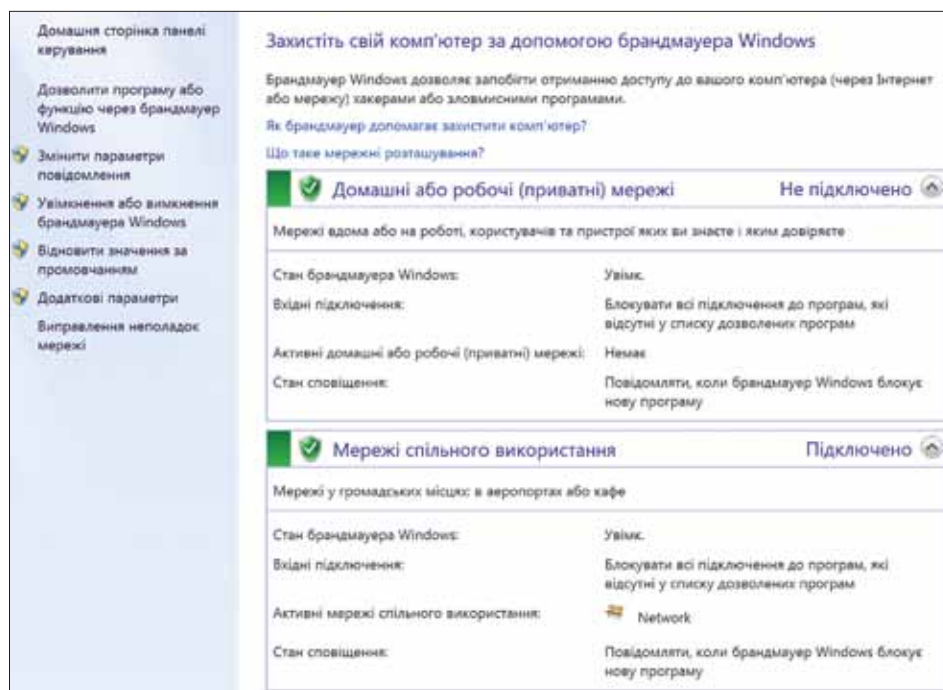 Домашня сторінка панелі
керування
Дозволити програму або
функцію через брандмауер
Windows
Змінити параметри
повідомлення
Увімкнення або вимкнення
брандмауера Windows
Відновити значення за
промовчанням
Додаткові параметри
Виправлення неполадок
мережі
Захистіть свій комп'ютер за допомогою брандмауера Windows
Брандмауер Windows дозволяє запобігти отриманню доступу до вашого комп'ютера (через Інтернет
або мережу) хакерами або зловмисними програмами.
Як брандмауер допомагає захистити комп'ютер?
Що таке мережні розташування?
Домашні або робочі (приватні) мережі Не підключено
Мережі вдома або на роботі, користувачів та пристрої яких ви знаєте і яким довіряєте
Стан брандмауера Windows: Увімк.
Вхідні підключення: Блокувати всі підключення до програм, які
відсутні у списку дозволених програм
Активні домашні або робочі (приватні) мережі: Немає
Стан сповіщення: Повідомляти, коли брандмауер Windows блокує
нову програму
Мережі спільного використання Підключено
Мережі у громадських місцях: в аеропортах або кафе
Стан брандмауера Windows: Увімк.
Вхідні підключення: Блокувати всі підключення до програм, які
відсутні у списку дозволених програм
Активні мережі спільного використання: Network
Стан сповіщення: Повідомляти, коли брандмауер Windows блокує
нову програму